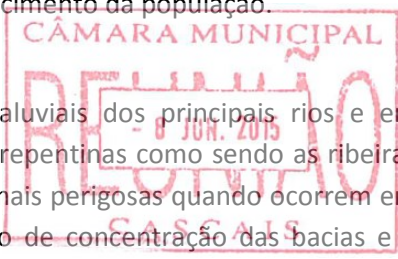 cimento da população.
CÂMARA MUNICIPAL
aluviais dos principais rios e e
- 8 JUN. 2015
repentinas como sendo as ribeira
REUNIÃO
nais perigosas quando ocorrem e
CASCAIS
o de concentração das bacias e